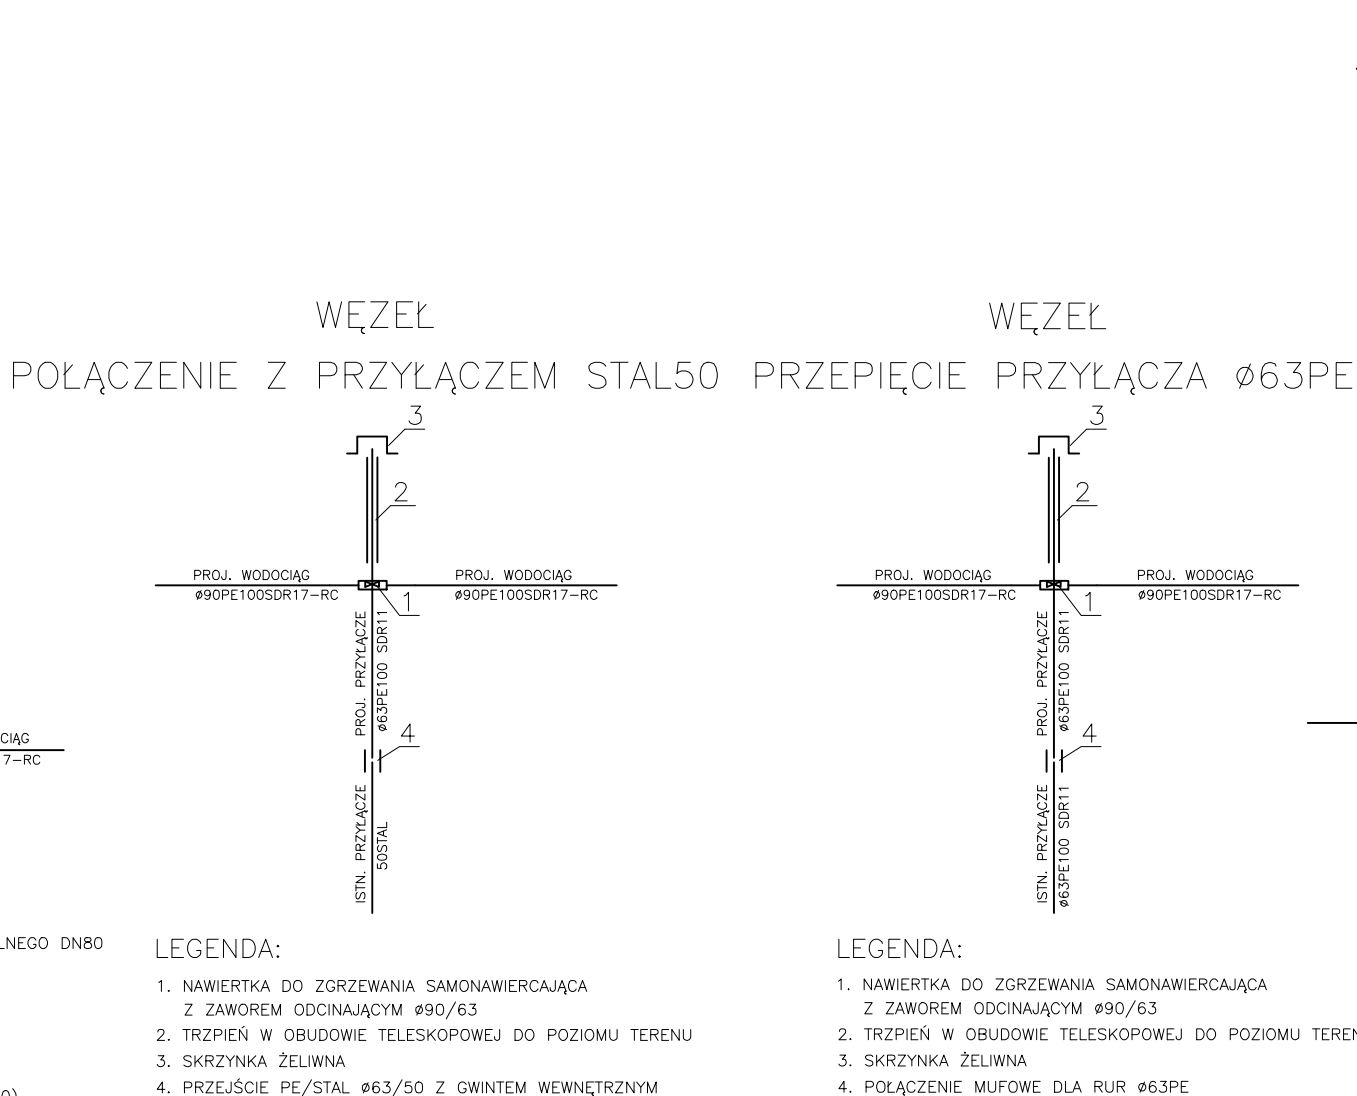 WĘZEŁ
POŁĄCZENIE Z PRZYŁĄCZEM STAL50
3
2
PROJ. WODOCIĄG
PROJ. WODOCIĄG
ø90PE100SDR17-RC
ø90PE100SDR17-RC
1
PROJ. PRZYŁĄCZE
ø63PE100 SDR11
4
ISTN. PRZYŁĄCZE
50STAL
LEGENDA:
1. NAWIERTKA DO ZGRZEWANIA SAMONAWIERCAJĄCA
Z ZAWOREM ODCINAJĄCYM ø90/63
2. TRZPIEŃ W OBUDOWIE TELESKOPOWEJ DO POZIOMU TERENU
3. SKRZYNKA ŻELIWNA
4. PRZEJŚCIE PE/STAL ø63/50 Z GWINTEM WEWNĘTRZNYM
WĘZEŁ
PRZEPIĘCIE PRZYŁĄCZA ø63PE
3
2
PROJ. WODOCIĄG
PROJ. WODOCIĄG
ø90PE100SDR17-RC
ø90PE100SDR17-RC
1
PROJ. PRZYŁĄCZE
ø63PE100 SDR11
4
ISTN. PRZYŁĄCZE
ø63PE100 SDR11
LEGENDA:
1. NAWIERTKA DO ZGRZEWANIA SAMONAWIERCAJĄCA
Z ZAWOREM ODCINAJĄCYM ø90/63
2. TRZPIEŃ W OBUDOWIE TELESKOPOWEJ DO POZIOMU
3. SKRZYNKA ŻELIWNA
4. POŁĄCZENIE MUFOWE DLA RUR ø63PE
CIĄG
7-RC
LNEGO DN80